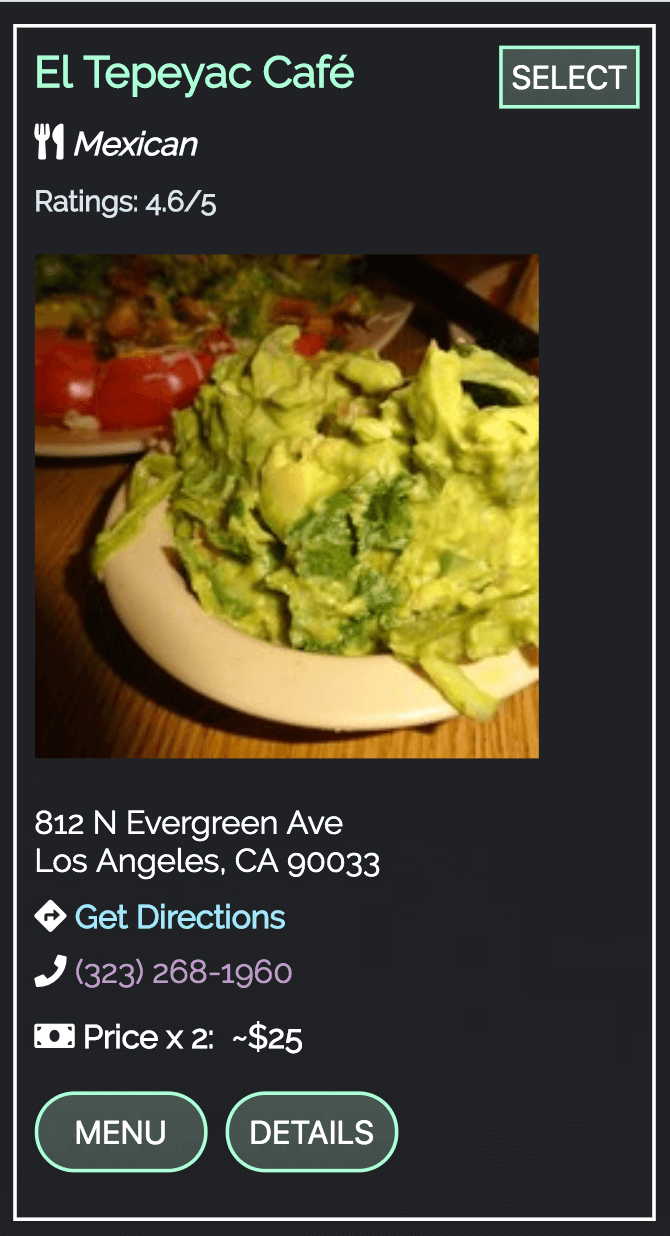 El Tepeyac Café
SELECT
Mexican
Ratings: 4.6/5
812 N Evergreen Ave
Los Angeles, CA 90033
Get Directions
(323) 268-1960
Price x 2: ~$25
MENU
DETAILS